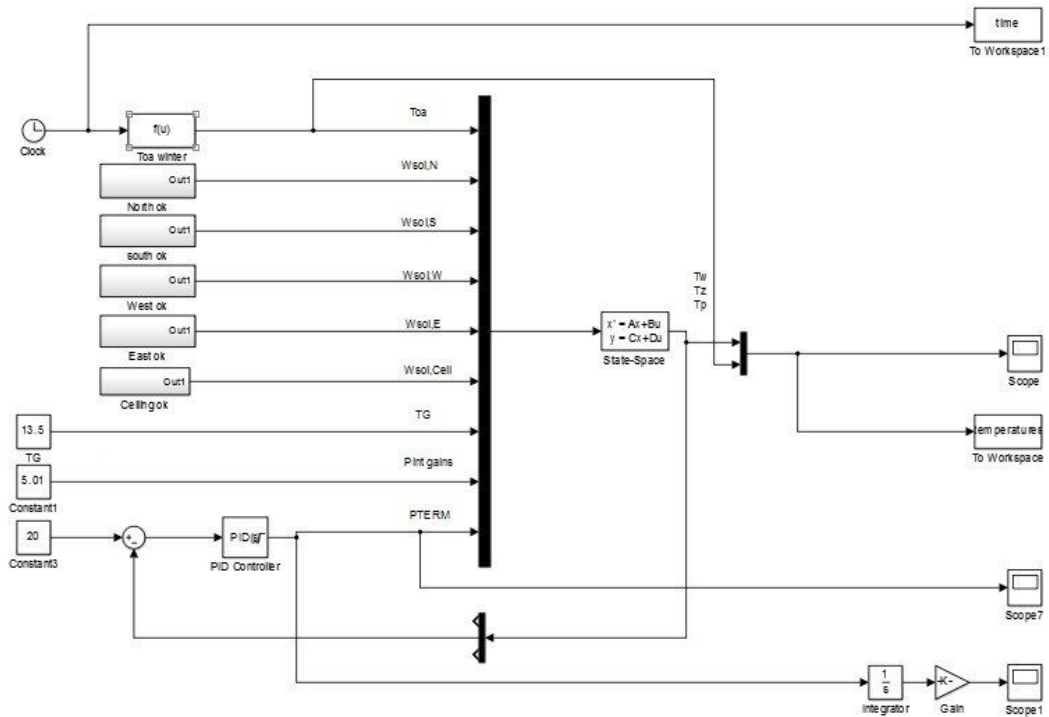 time
To Workspace1
Clock
f(u)
Toa winter
Toa
Out1
North ok
Wsol,N
Out1
south ok
Wsol,S
Out1
West ok
Wsol,W
Out1
East ok
Wsol,E
Out1
Ceiling ok
Wsol,Ceil
13.5
TG
TG
5.01
Constant1
Pint gains
20
Constant3
+
-
PID(s)
PID Controller
PTERM
x' = Ax+Bu
y = Cx+Du
State-Space
Tw
Tz
Tp
Scope
temperatures
To Workspace
Scope7
1
s
Integrator
-K-
Gain
Scope1